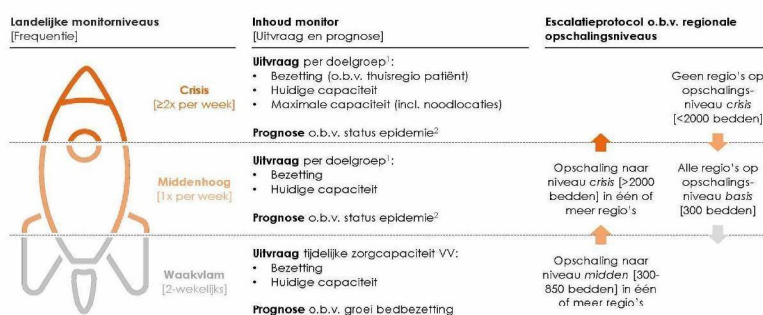 Landelijke monitorniveaus
[Frequentie]
Inhoud monitor
[Uitvraag en prognose]
Escalatieprotocol o.b.v. regionale
opschalingsniveaus
Crisis
[≥2x per week]
Uitvraag per doelgroep¹:
• Bezetting (o.b.v. thuisregio patiënt)
• Huidige capaciteit
• Maximale capaciteit (incl. noodlocaties)
Prognose o.b.v. status epidemie²
Geen regio's op
opschalings-
niveau crisis
[<2000 bedden]
Middenhoog
[1x per week]
Uitvraag per doelgroep¹:
• Bezetting
• Huidige capaciteit
Prognose o.b.v. status epidemie²
Opschaling naar
niveau crisis [>2000
bedden] in één of
meer regio's
Alle regio's op
opschalings-
niveau basis
[300 bedden]
Waakvlam
[2-wekelijks]
Uitvraag tijdelijke zorgcapaciteit VV:
• Bezetting
• Huidige capaciteit
Prognose o.b.v. groei bedbezetting
Opschaling naar
niveau midden [300-
850 bedden] in één
of meer regio's